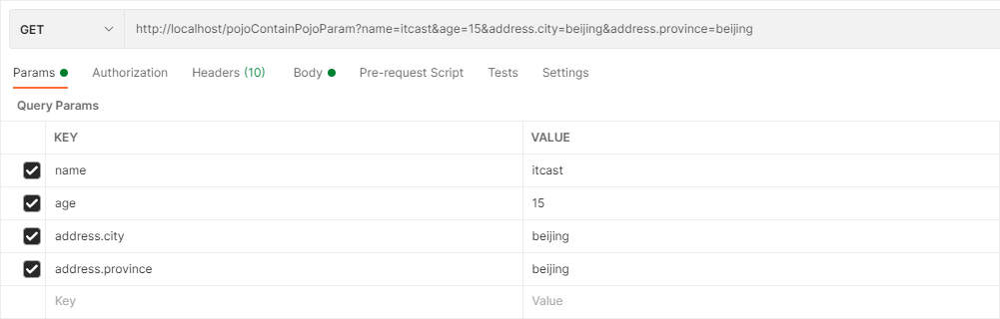 GET http://localhost/pojoContainPojoParam?name=itcast&age=15&address.city=beijing&address.province=beijing
Params Authorization Headers (10) Body Pre-request Script Tests Settings
Query Params
KEY VALUE
name itcast
age 15
address.city beijing
address.province beijing
Key Value